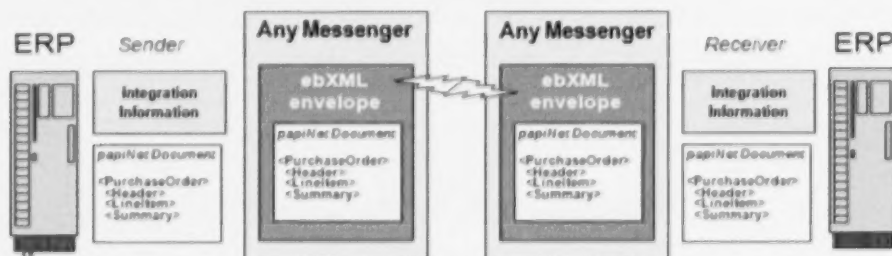 ERP
Sender
Integration
Information
papiNet Document
<PurchaseOrder>
<Header>
<LineItem>
<Summary>
Any Messenger
ebXML
envelope
papiNet Document
<PurchaseOrder>
<Header>
<LineItem>
<Summary>
Any Messenger
ebXML
envelope
papiNet Document
<PurchaseOrder>
<Header>
<LineItem>
<Summary>
Receiver
Integration
Information
papiNet Document
<PurchaseOrder>
<Header>
<LineItem>
<Summary>
ERP